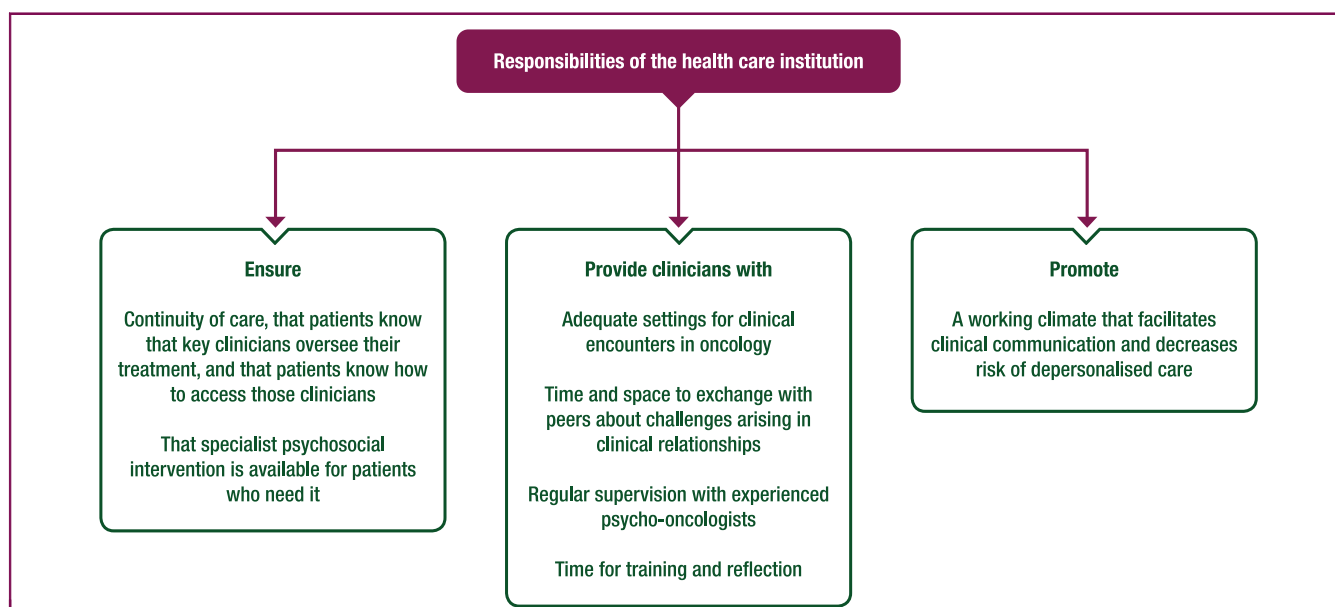 Responsibilities of the health care institution
Ensure
Continuity of care, that patients know
that key clinicians oversee their
treatment, and that patients know how
to access those clinicians
That specialist psychosocial
intervention is available for patients
who need it
Provide clinicians with
Adequate settings for clinical
encounters in oncology
Time and space to exchange with
peers about challenges arising in
clinical relationships
Regular supervision with experienced
psycho-oncologists
Time for training and reflection
Promote
A working climate that facilitates
clinical communication and decreases
risk of depersonalised care